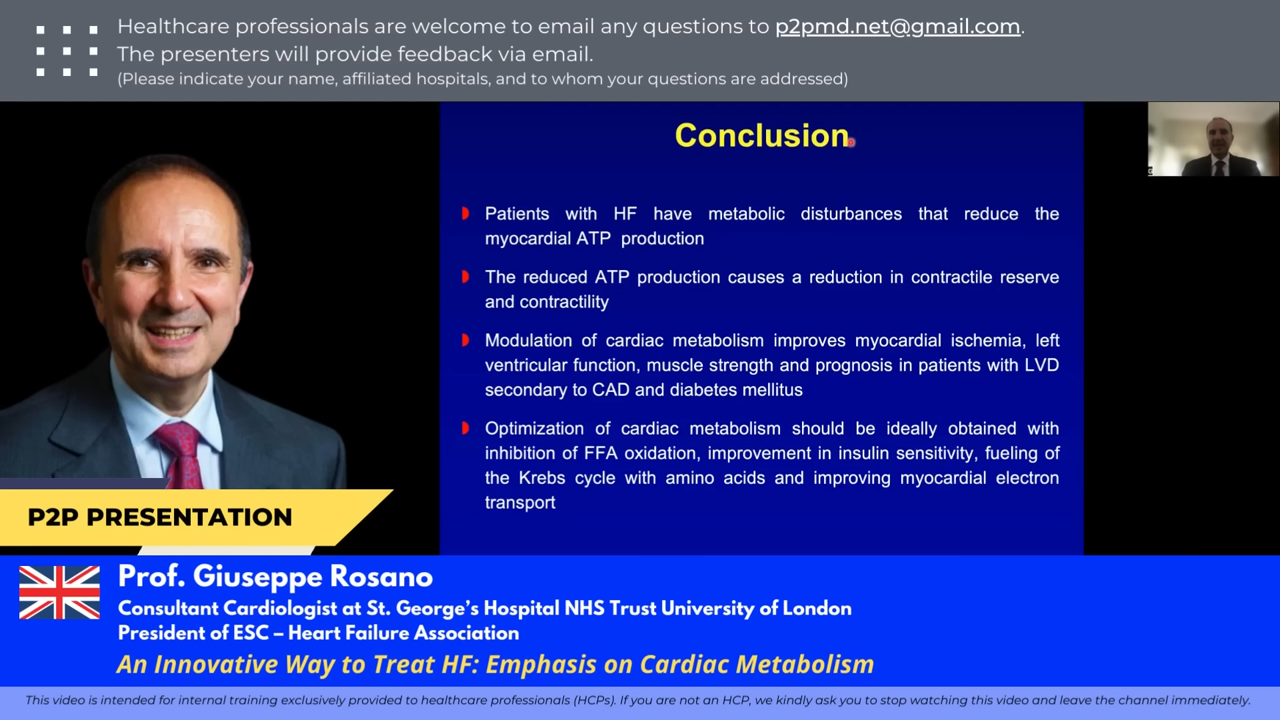 Healthcare professionals are welcome to email any questions to p2pmd.net@gmail.com.
The presenters will provide feedback via email.
(Please indicate your name, affiliated hospitals, and to whom your questions are addressed)
Conclusion
Patients with HF have metabolic disturbances that reduce the
myocardial ATP production
The reduced ATP production causes a reduction in contractile reserve
and contractility
Modulation of cardiac metabolism improves myocardial ischemia, left
ventricular function, muscle strength and prognosis in patients with LVD
secondary to CAD and diabetes mellitus
Optimization of cardiac metabolism should be ideally obtained with
inhibition of FFA oxidation, improvement in insulin sensitivity, fueling of
the Krebs cycle with amino acids and improving myocardial electron
transport
P2P PRESENTATION
Prof. Giuseppe Rosano
Consultant Cardiologist at St. George's Hospital NHS Trust University of London
President of ESC – Heart Failure Association
An Innovative Way to Treat HF: Emphasis on Cardiac Metabolism
This video is intended for internal training exclusively provided to healthcare professionals (HCPs). If you are not an HCP, we kindly ask you to stop watching this video and leave the channel immediately.